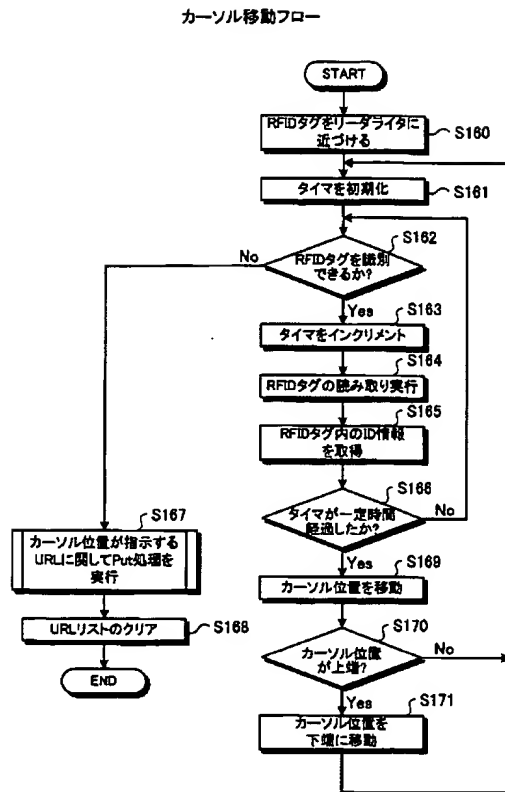 カーソル移動フロー
START
RFIDタグをリーダライタに
近づける
S160
タイマを初期化
S161
S162
RFIDタグを識別
できるか?
No
Yes
S163
タイマをインクリメント
S164
RFIDタグの読み取り実行
S165
RFIDタグ内のID情報
を取得
S166
タイマが一定時間
経過したか?
No
Yes
S167
カーソル位置が指示する
URLに関してPut処理を
実行
S169
カーソル位置を移動
URLリストのクリア
S168
S170
カーソル位置
が上端?
No
END
Yes
S171
カーソル位置を
下端に移動